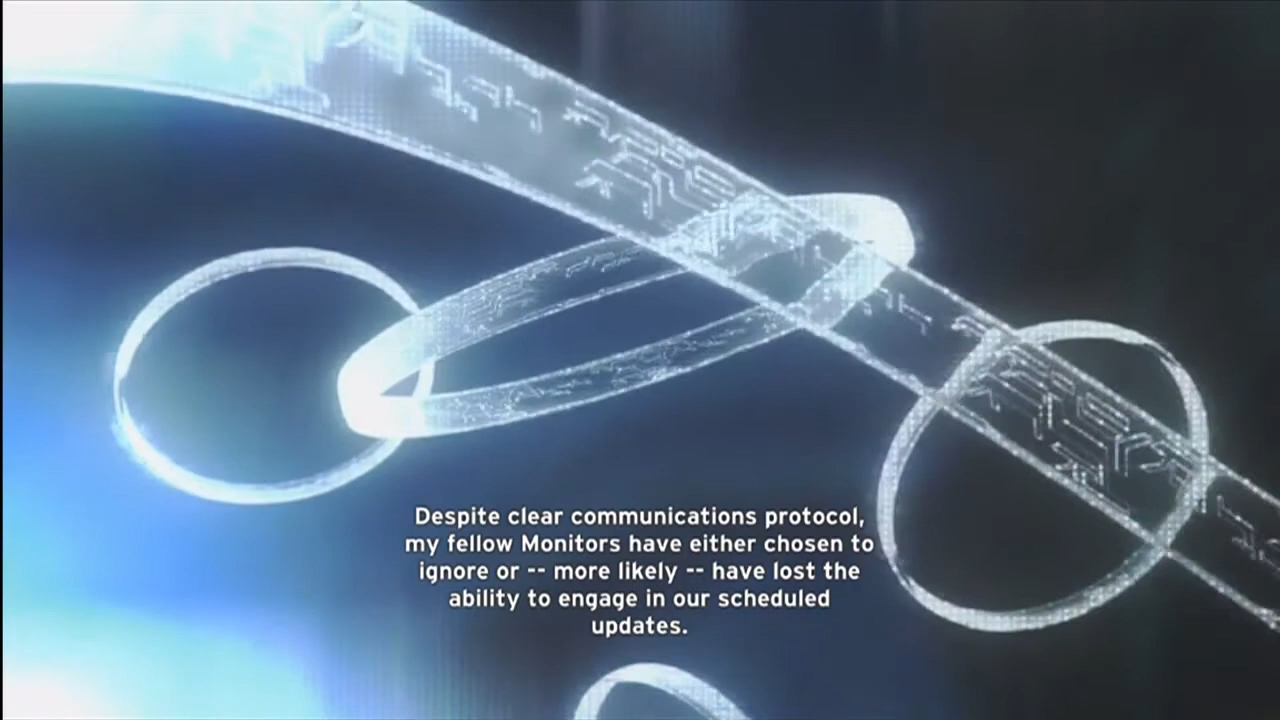 Despite clear communications protocol,
my fellow Monitors have either chosen to
ignore or -- more likely -- have lost the
ability to engage in our scheduled
updates.